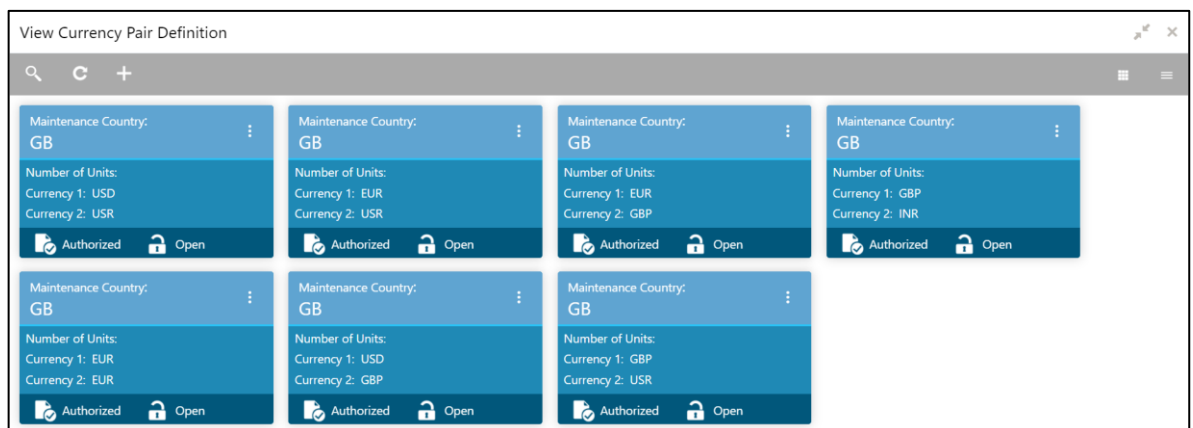 View Currency Pair Definition
Maintenance Country:
GB
Number of Units:
Currency 1: USD
Currency 2: USR
Authorized Open
Maintenance Country:
GB
Number of Units:
Currency 1: EUR
Currency 2: USR
Authorized Open
Maintenance Country:
GB
Number of Units:
Currency 1: EUR
Currency 2: GBP
Authorized Open
Maintenance Country:
GB
Number of Units:
Currency 1: GBP
Currency 2: INR
Authorized Open
Maintenance Country:
GB
Number of Units:
Currency 1: EUR
Currency 2: EUR
Authorized Open
Maintenance Country:
GB
Number of Units:
Currency 1: USD
Currency 2: GBP
Authorized Open
Maintenance Country:
GB
Number of Units:
Currency 1: GBP
Currency 2: USR
Authorized Open